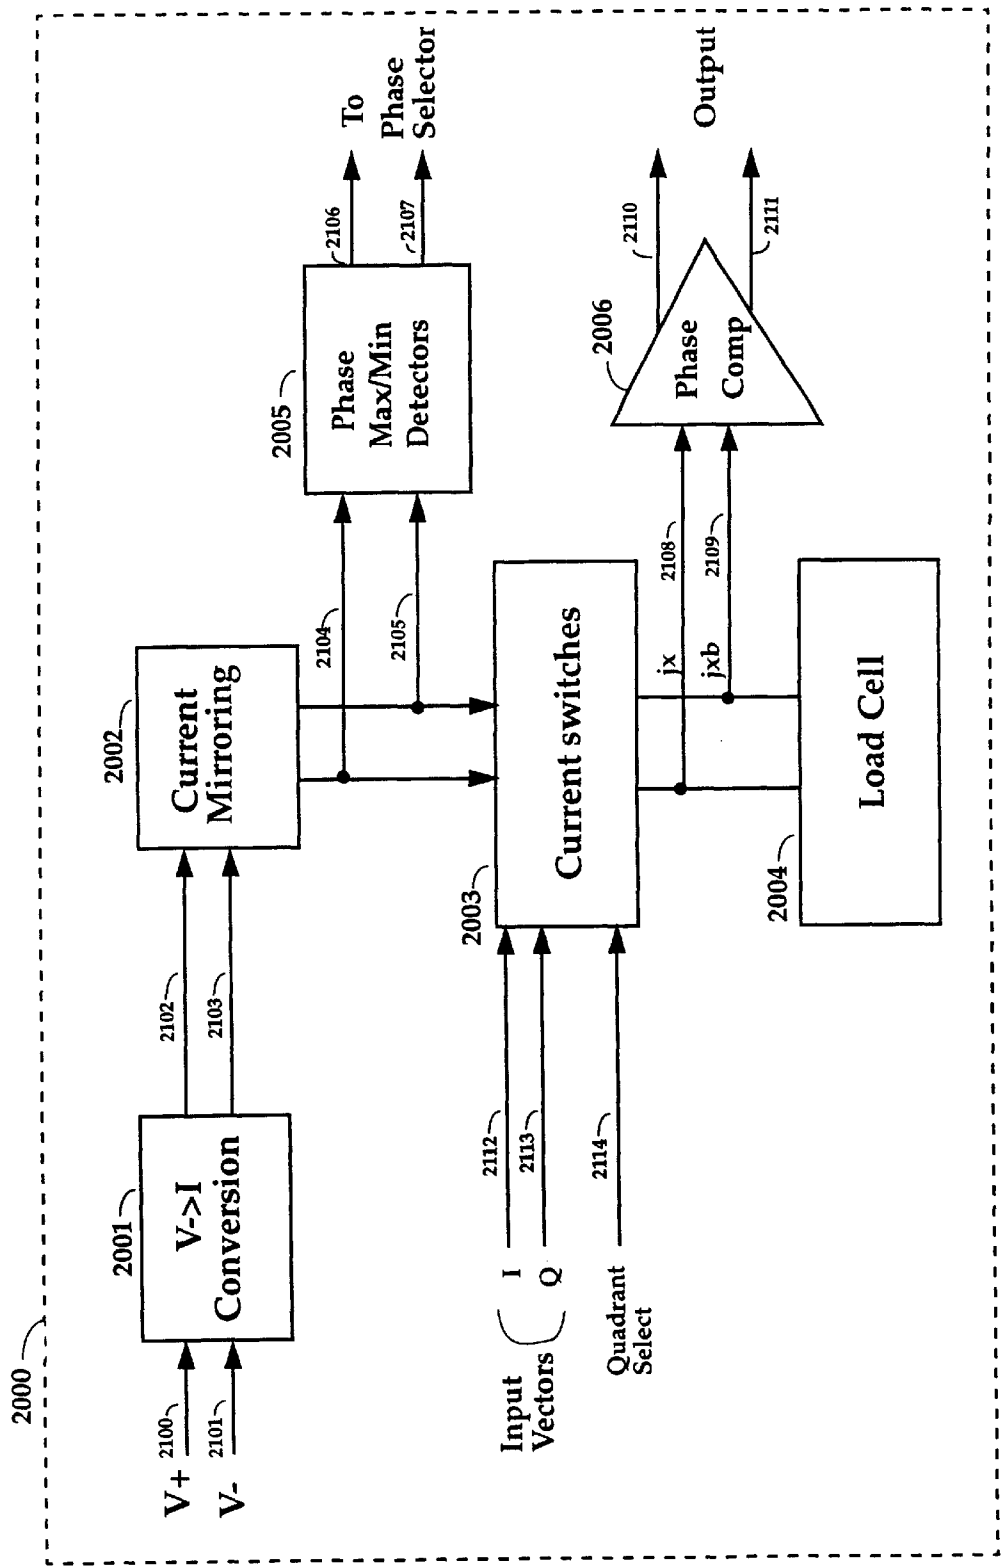 2000
V+
2100
V-
2101
2001
V->I
Conversion
2102
2103
2002
Current
Mirroring
2104
2105
2005
Phase
Max/Min
Detectors
2106
2107
To
Phase
Selector
Input
Vectors
I
Q
Quadrant
Select
2112
2113
2114
2003
Current switches
jx
jxb
2108
2109
2006
Phase
Comp
2110
2111
Output
2004
Load Cell